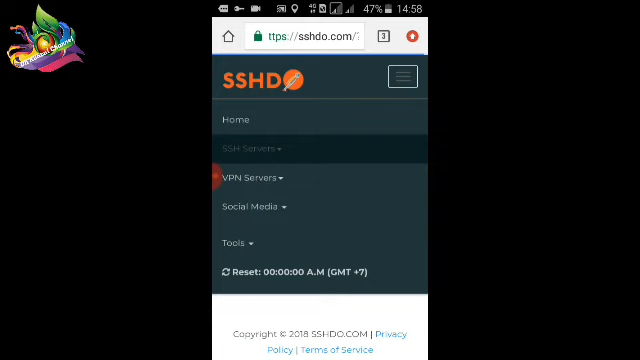 47% 14:58
ttps://sshdo.com/?
3
SSHDO
Home
SSH Servers
VPN Servers
Social Media
Tools
Reset: 00:00:00 A.M (GMT +7)
Copyright © 2018 SSHDO.COM | Privacy
Policy | Terms of Service